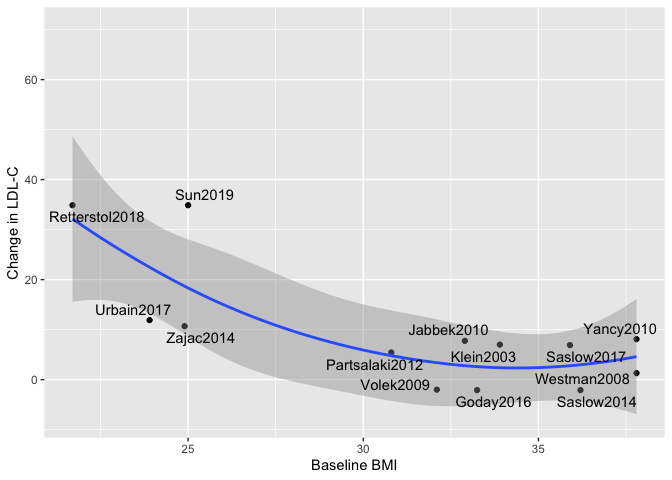 60
40
20
0
Change in LDL-C
Sun2019
Retterstol2018
Urbain2017
Zajac2014
Jabbek2010
Yancy2010
Partsalaki2012
Klein2003
Saslow2017
Volek2009
Westman2008
Goday2016
Saslow2014
25
30
35
Baseline BMI